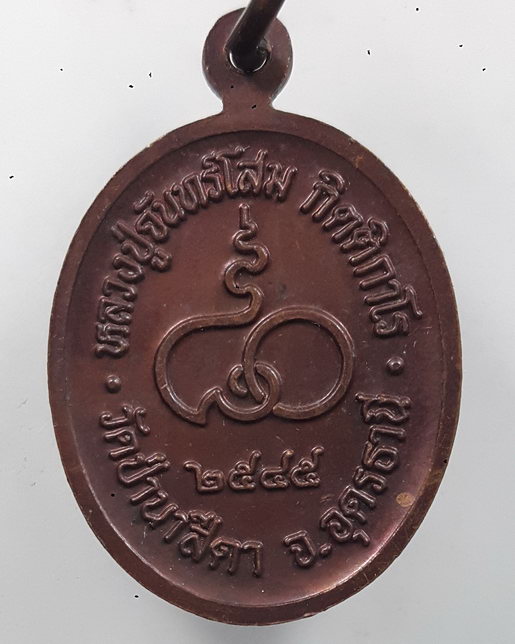 หลวงปู่จันทร์โสม กิตติกาโร
๒๕๔๕
วัดป่านาสีดา จ.อุดรธานี